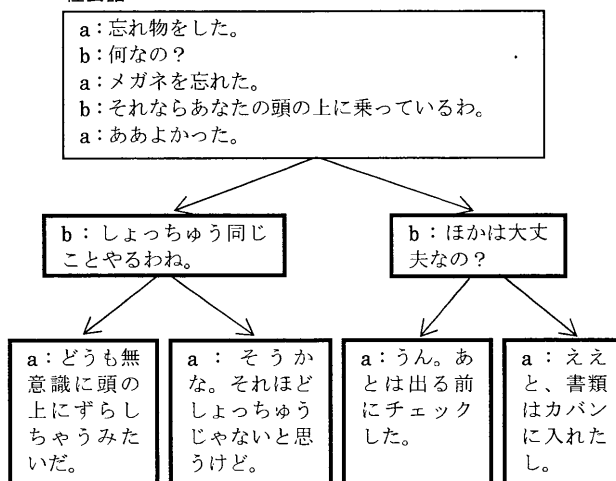 a：忘れ物をした。
b：何なの？
a：メガネを忘れた。
b：それならあなたの頭の上に乗っているわ。
a：ああよかった。
b：しょっちゅう同じ
ことやるわね。
b：ほかは大丈
夫なの？
a：どうも無
意識に頭の
上にずらし
ちゃうみた
いだ。
a：そうか
な。それほど
しょっちゅう
じゃないと思
うけど。
a：うん。あ
とは出る前
にチェック
した。
a：ええ
と、書類
はカバン
に入れた
し。